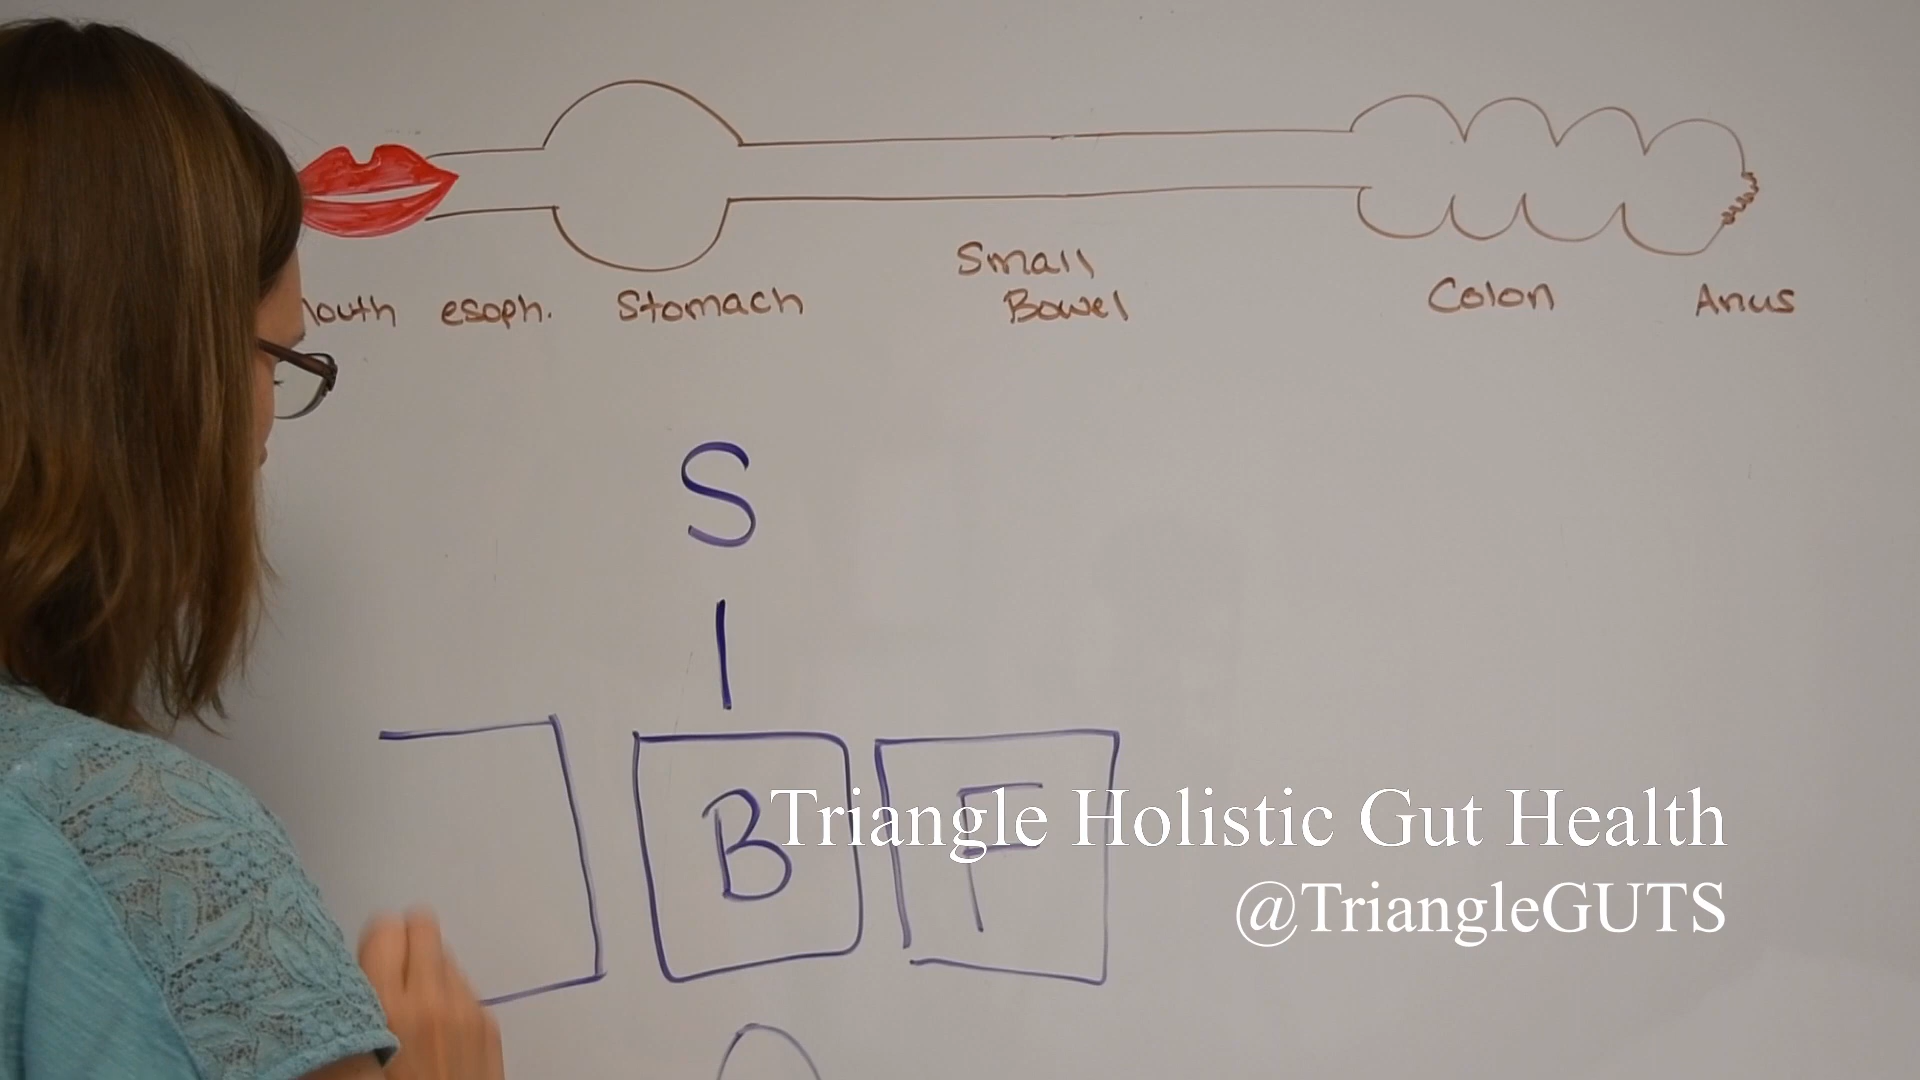 outh esoph. Stomach Small Bowel Colon Anus
S
I
B F
Triangle Holistic Gut Health
@TriangleGUTS